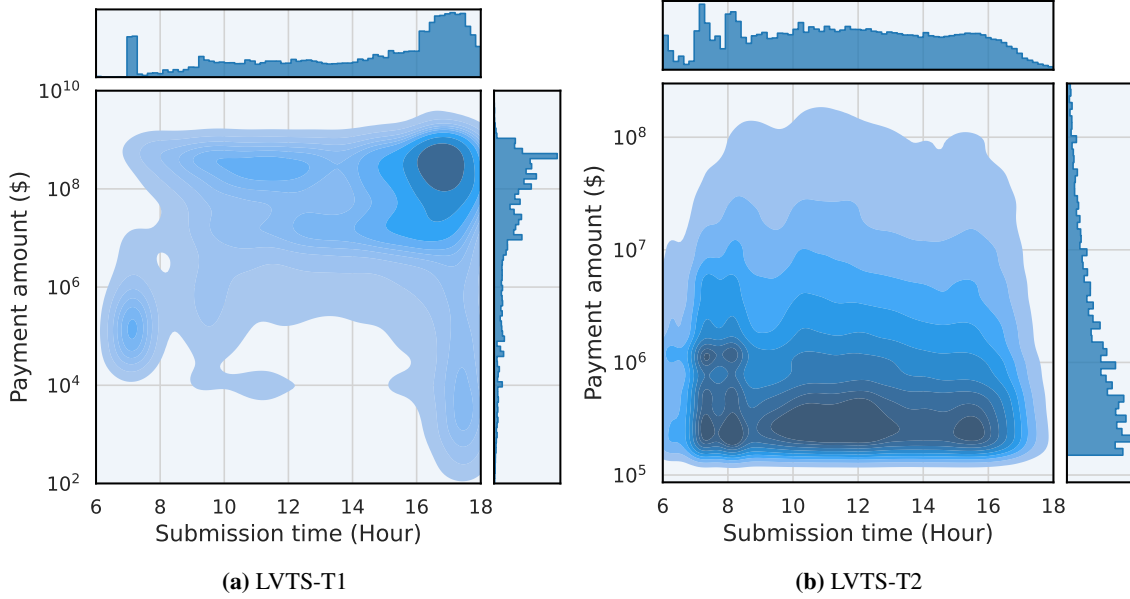 10^10
10^8
10^6
10^4
10^2
Payment amount ($)
6 8 10 12 14 16 18
Submission time (Hour)
(a) LVTS-T1
10^8
10^7
10^6
10^5
Payment amount ($)
6 8 10 12 14 16 18
Submission time (Hour)
(b) LVTS-T2